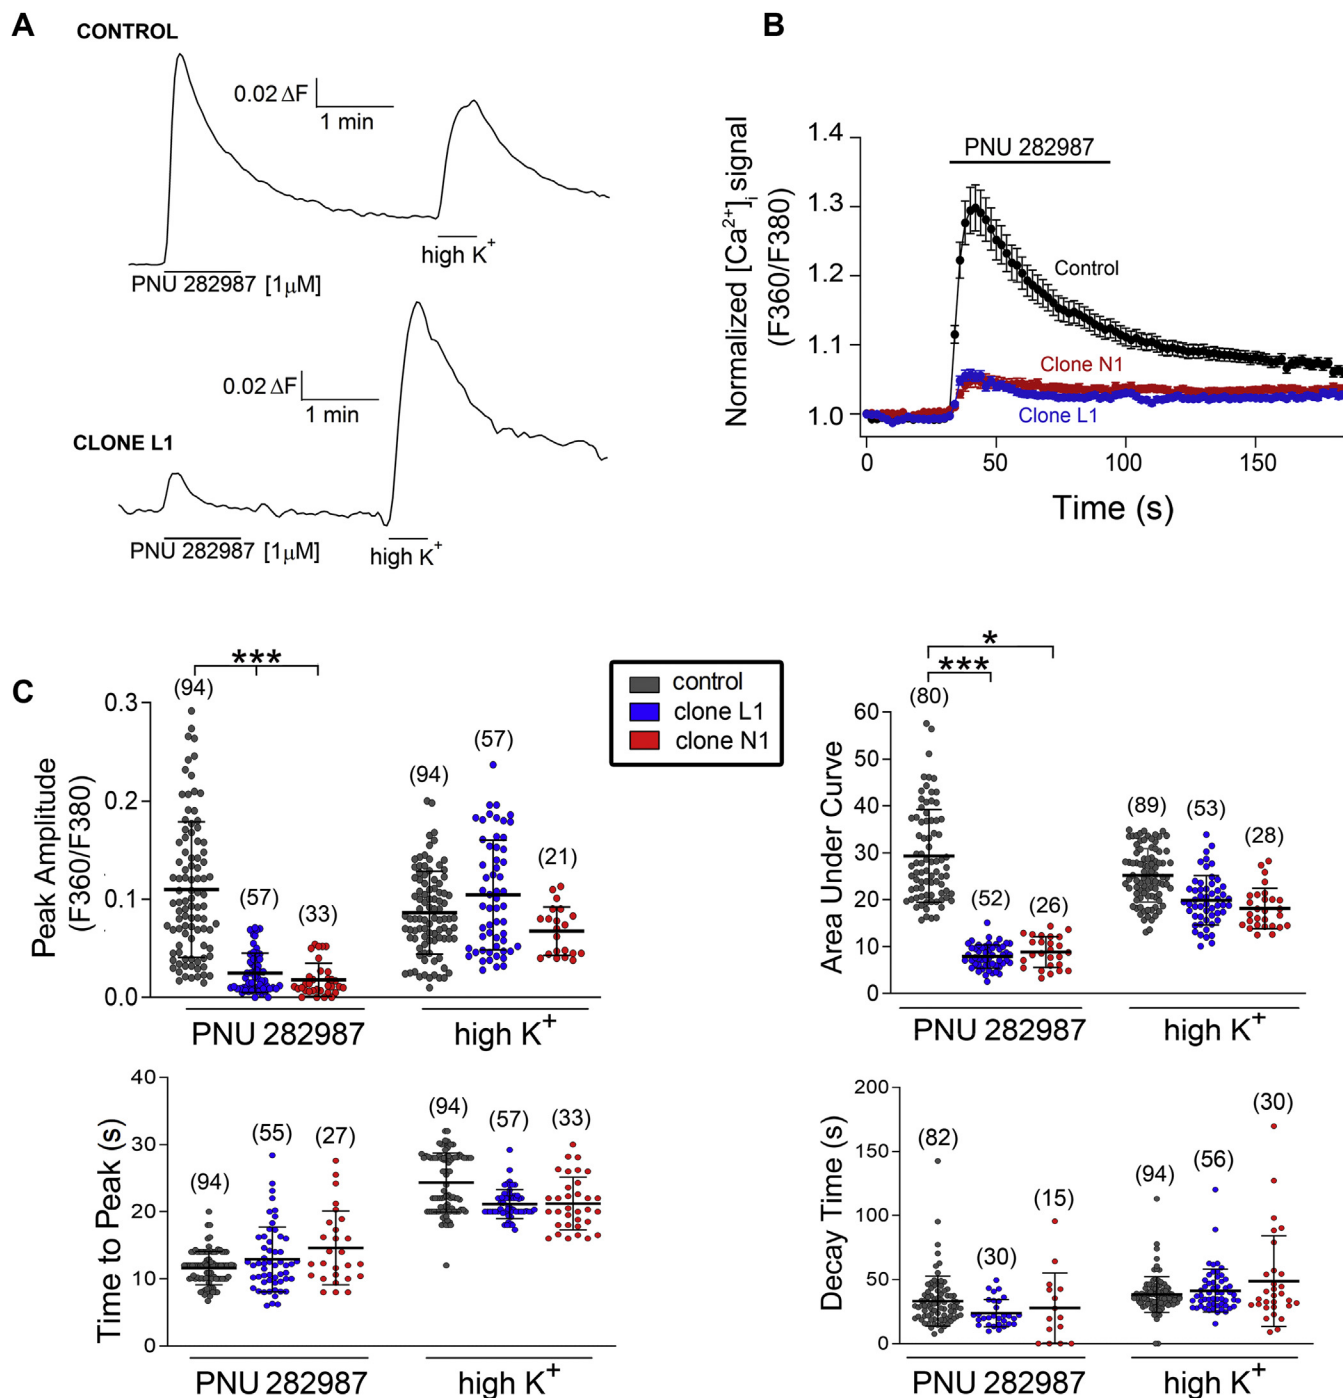 A
CONTROL
0.02 ΔF
1 min
high K⁺
PNU 282987 [1μM]
0.02 ΔF
1 min
CLONE L1
PNU 282987 [1μM]
high K⁺
B
Normalized [Ca²⁺]ᵢ signal
(F360/F380)
1.4
1.3
1.2
1.1
1.0
PNU 282987
Control
Clone N1
Clone L1
0
50
100
150
Time (s)
C
***
(94)
(57)
(33)
(94)
(57)
(21)
Peak Amplitude
(F360/F380)
0.3
0.2
0.1
0.0
PNU 282987
high K⁺
control
clone L1
clone N1
*
***
(80)
(52)
(26)
(89)
(53)
(28)
Area Under Curve
60
50
40
30
20
10
0
PNU 282987
high K⁺
Time to Peak (s)
40
30
20
10
0
(94)
(55)
(27)
(94)
(57)
(33)
PNU 282987
high K⁺
Decay Time (s)
200
150
100
50
0
(82)
(30)
(15)
(94)
(56)
(30)
PNU 282987
high K⁺